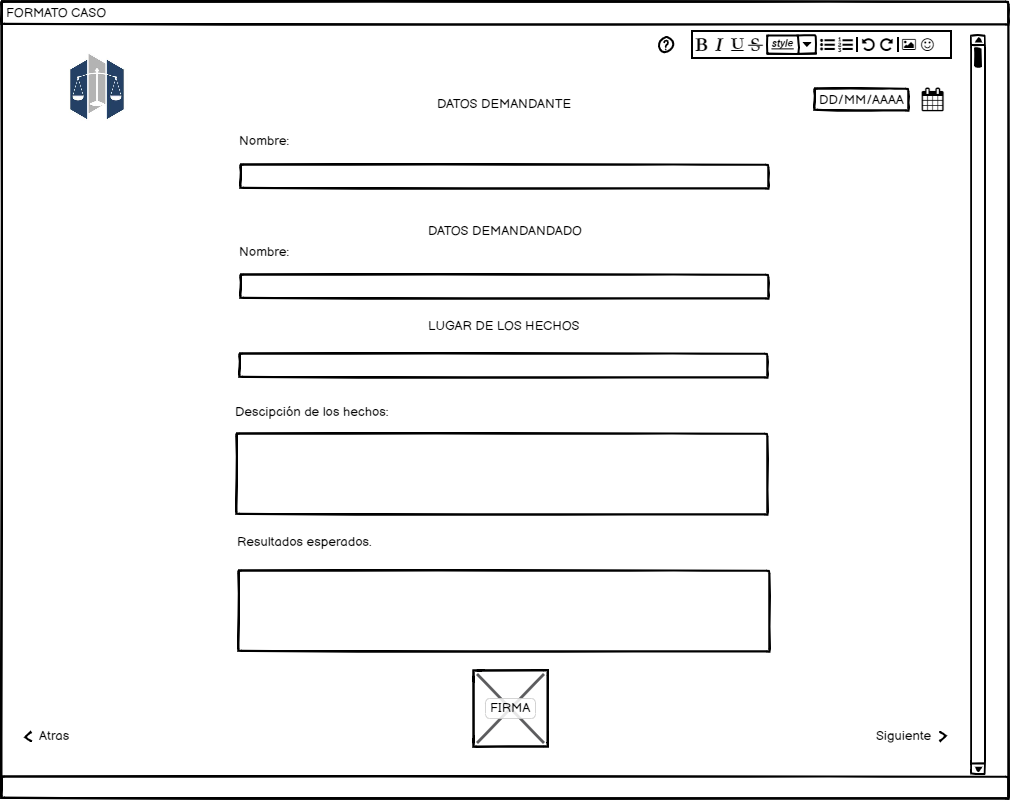 FORMATO CASO
B I U S style
DATOS DEMANDANTE
DD/MM/AAAA
Nombre:
DATOS DEMANDANDADO
Nombre:
LUGAR DE LOS HECHOS
Descipción de los hechos:
Resultados esperados.
FIRMA
Atras
Siguiente